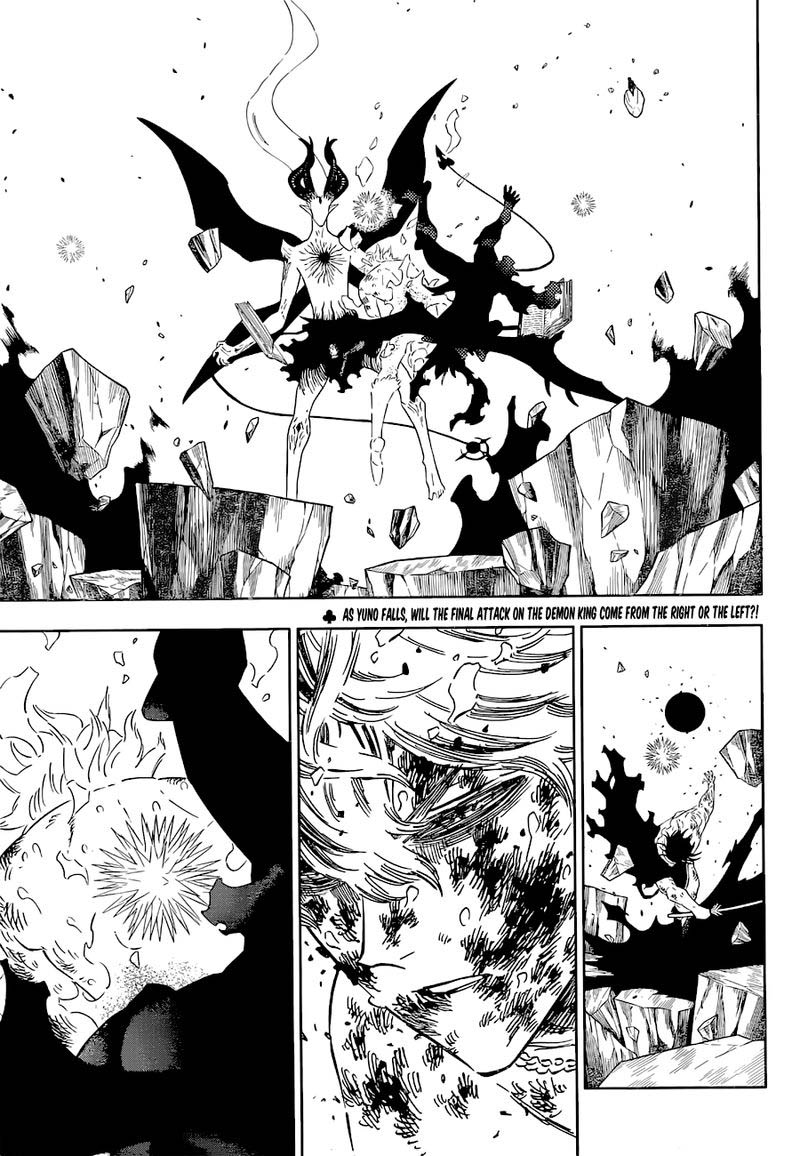 ♣ AS YUNO FALLS, WILL THE FINAL ATTACK ON THE DEMON KING COME FROM THE RIGHT OR THE LEFT?!